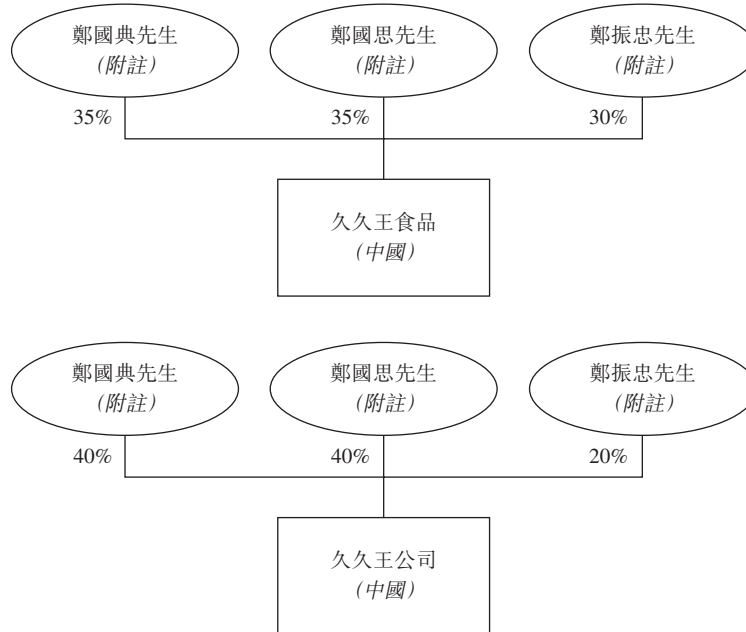 鄭國典先生
(附註)
鄭國思先生
(附註)
鄭振忠先生
(附註)
35%
35%
30%
久久王食品
(中國)
鄭國典先生
(附註)
鄭國思先生
(附註)
鄭振忠先生
(附註)
40%
40%
20%
久久王公司
(中國)